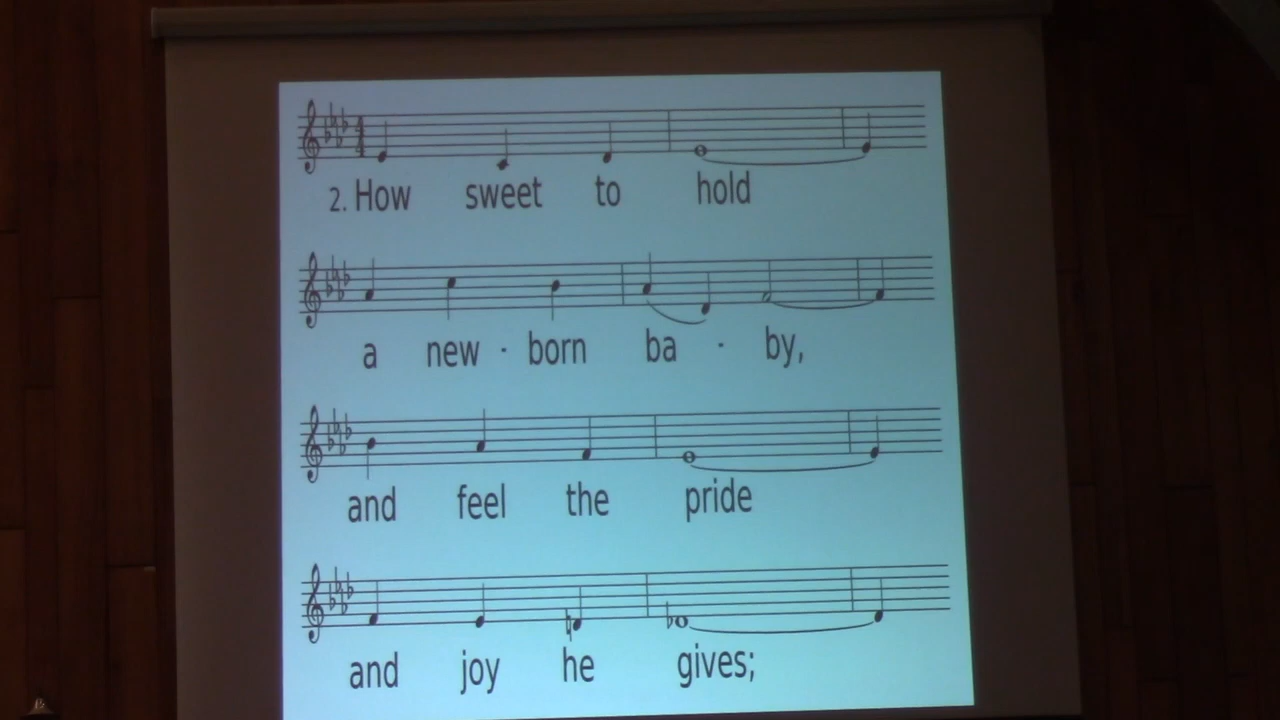 2. How sweet to hold
a new · born ba · by,
and feel the pride
and joy he gives;